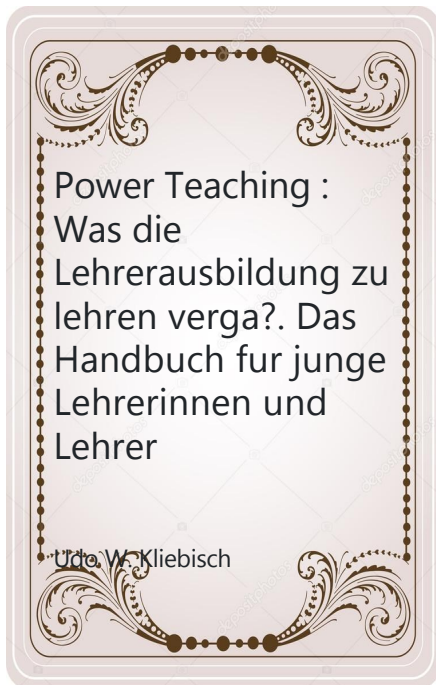 Power Teaching :
Was die
Lehrerausbildung zu
lehren verga?. Das
Handbuch fur junge
Lehrerinnen und
Lehrer
Udo W. Kliebisch